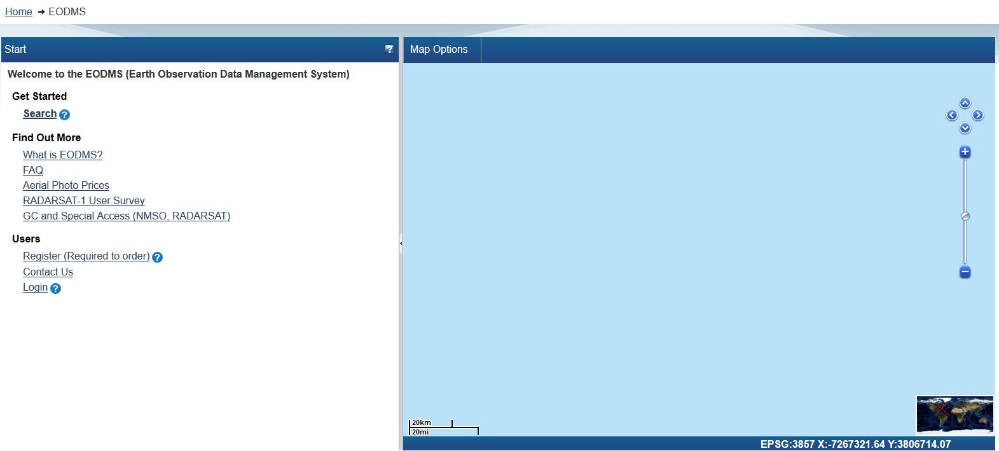 Home ➔ EODMS
Start
Welcome to the EODMS (Earth Observation Data Management System)
Get Started
Search
Find Out More
What is EODMS?
FAQ
Aerial Photo Prices
RADARSAT-1 User Survey
GC and Special Access (NMSO, RADARSAT)
Users
Register (Required to order)
Contact Us
Login
Map Options
20km
20mi
EPSG:3857 X:-7267321.64 Y:3806714.07